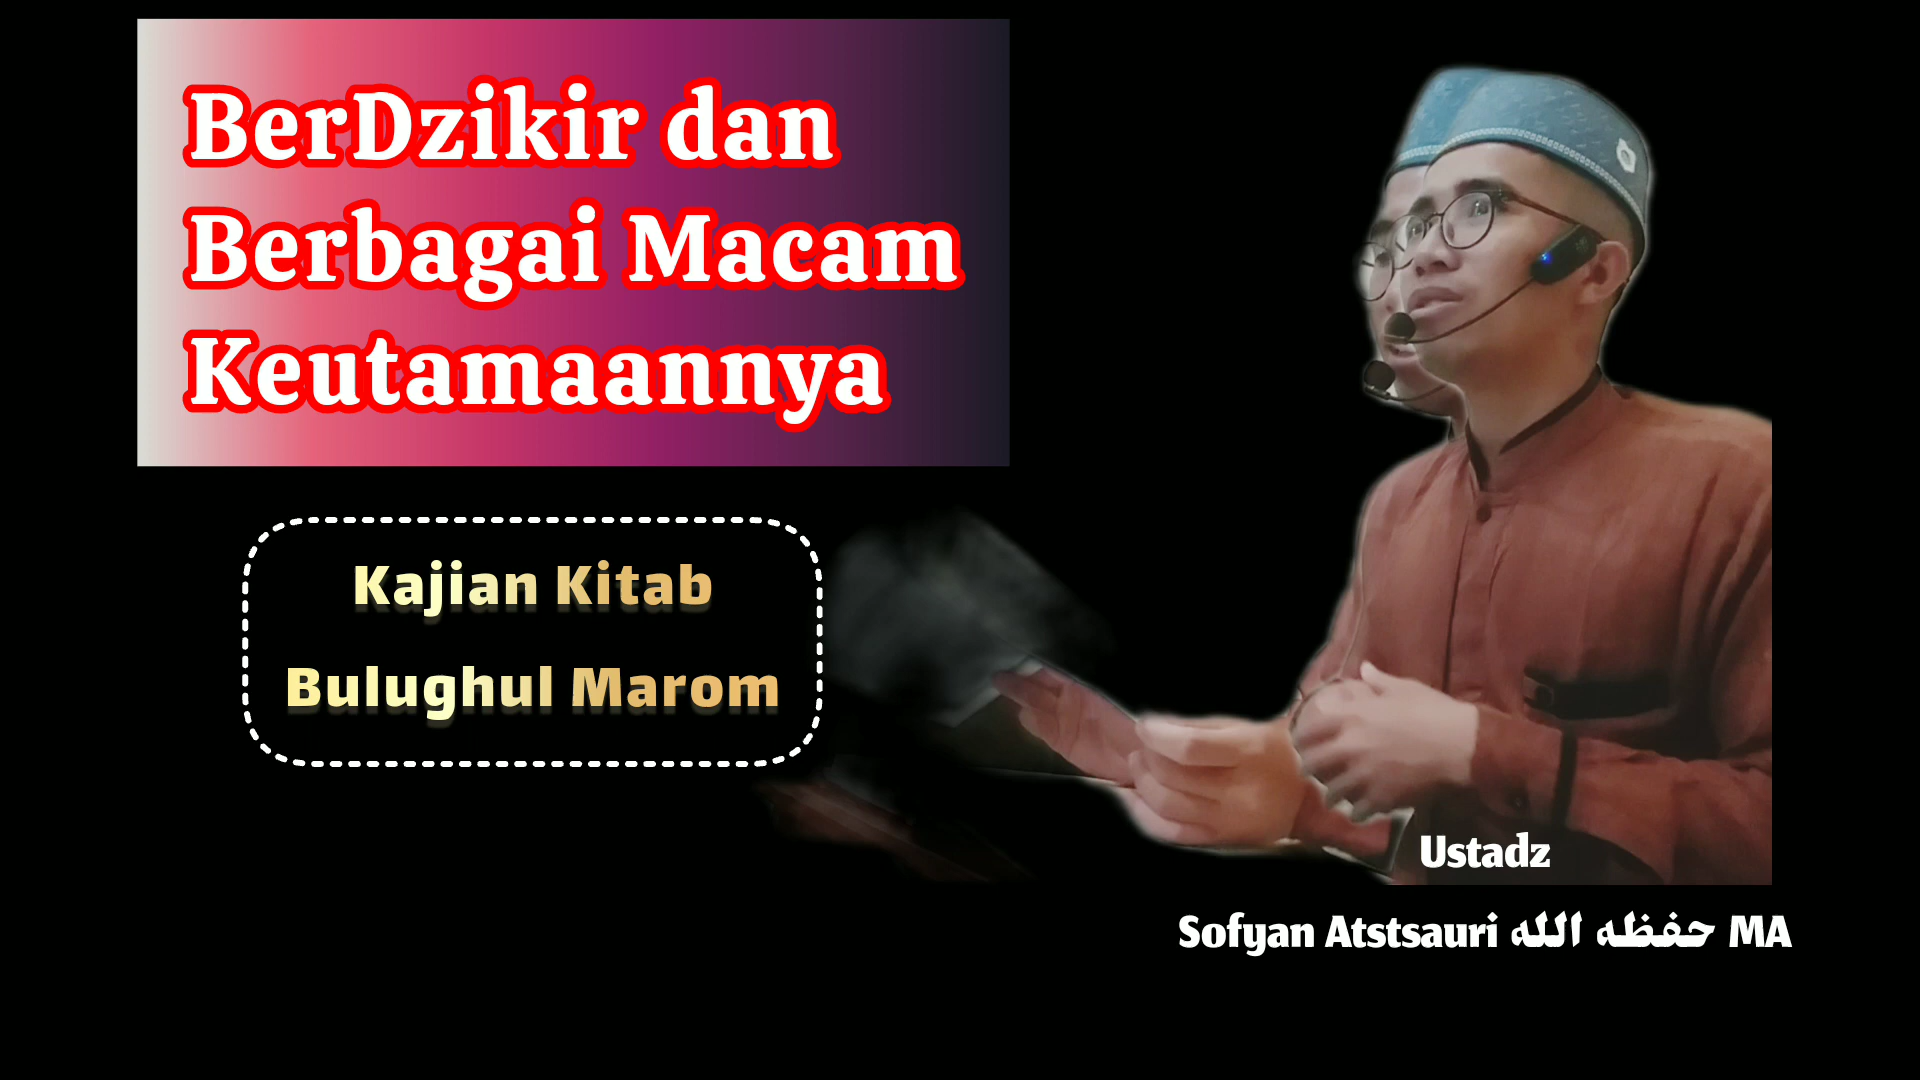 BerDzikir dan
Berbagai Macam
Keutamaannya
Kajian Kitab
Bulughul Marom
Ustadz
Sofyan Atstsauri حفظه الله MA